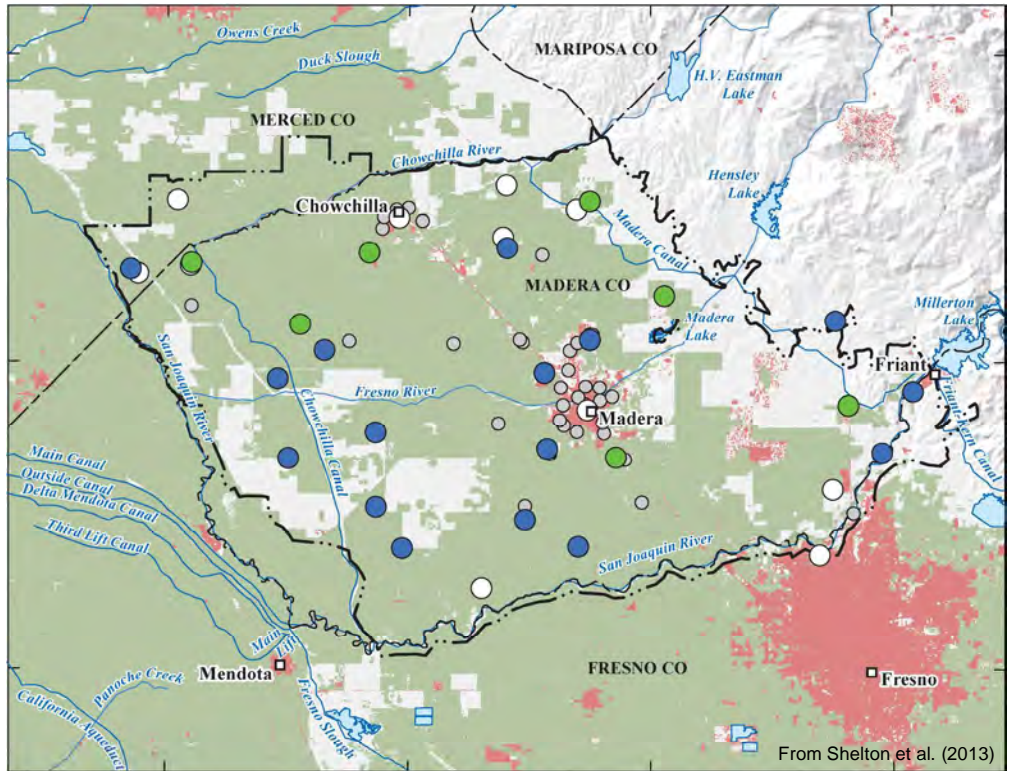 Owens Creek
Duck Slough
MARIPOSA CO
H.V. Eastman
Lake
MERCED CO
Chowchilla River
Hensley
Lake
Chowchilla
Madera Canal
MADERA CO
Millerton
Lake
Madera
Lake
San Joaquin River
Friant
Fresno River
Chowchilla Canal
Madera
Friant-Kern Canal
Main Canal
Outside Canal
Delta Mendota Canal
Third Lift Canal
San Joaquin River
Main
Lift
FRESNO CO
Mendota
Fresno
Panoche Creek
Fresno Slough
California Aqueduct
From Shelton et al. (2013)